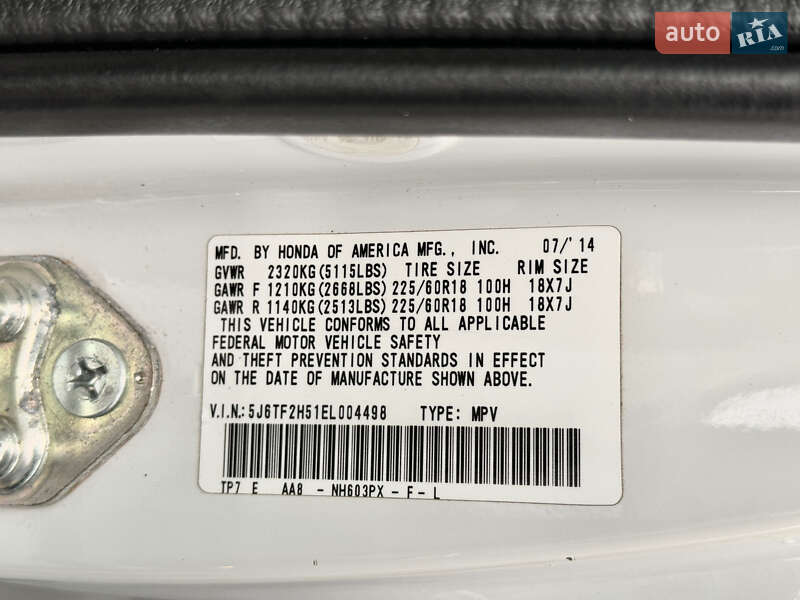 auto RIA.com
MFD. BY HONDA OF AMERICA MFG., INC. 07/'14
GVWR 2320KG(5115LBS) TIRE SIZE RIM SIZE
GAWR F 1210KG(2668LBS) 225/60R18 100H 18X7J
GAWR R 1140KG(2513LBS) 225/60R18 100H 18X7J
THIS VEHICLE CONFORMS TO ALL APPLICABLE
FEDERAL MOTOR VEHICLE SAFETY
AND THEFT PREVENTION STANDARDS IN EFFECT
ON THE DATE OF MANUFACTURE SHOWN ABOVE.
V.I.N.:5J6TF2H51EL004498 TYPE: MPV
TP7 E AA8 - NH603PX - F - L